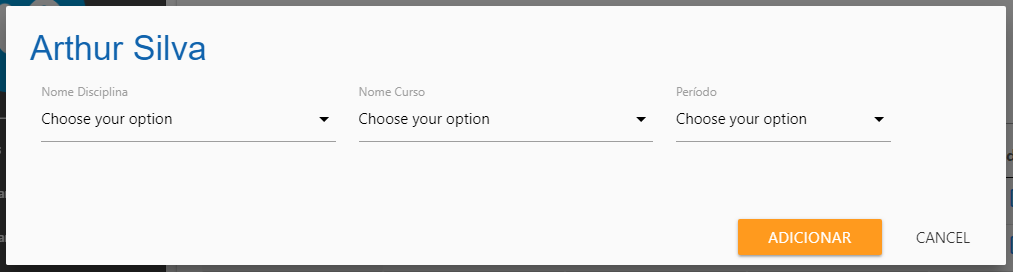 Arthur Silva
Nome Disciplina Nome Curso Período
Choose your option Choose your option Choose your option
ADICIONAR CANCEL